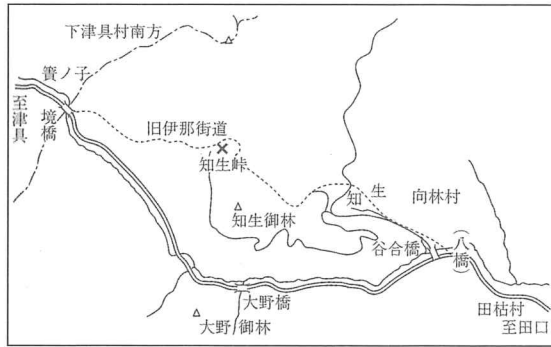 下津具村南方
簀ノ子
至津具
境橋
旧伊那街道
知生峠
知生御林
知生
向林村
谷合橋
(八橋)
大野橋
大野御林
田枯村
至田口